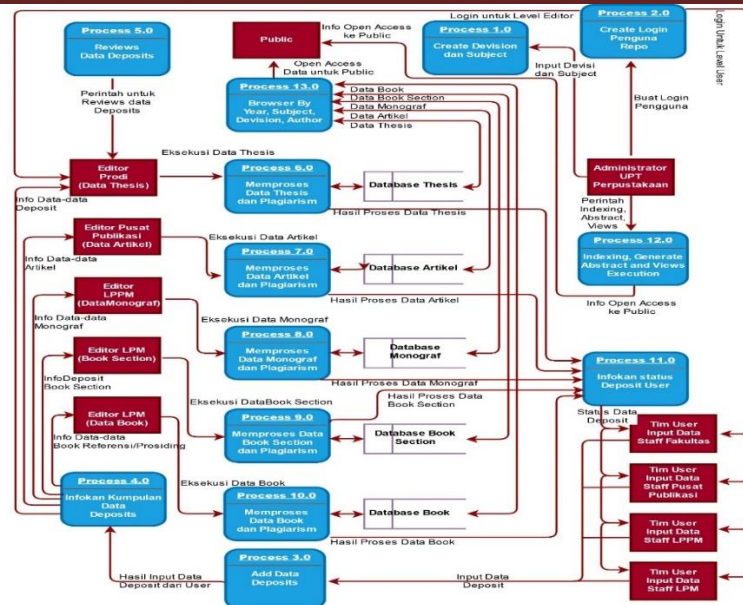 Process 5.0
Reviews
Data Deposits
Public
Info Open Access
ke Public
Login untuk Level Editor
Process 1.0
Create Devision
dan Subject
Process 2.0
Create Login
Penguna
Repo
Login Untuk Level User
Open Access
Data untuk Public
Input Devisi
dan Subject
Perintah untuk
Reviews data
Deposits
Process 13.0
Browser By
Year, Subject,
Devision, Author
Data Book
Data Book Section
Data Monograf
Data Artikel
Data Thesis
Buat Login
Pengguna
Editor
Prodi
(Data Thesis)
Eksekusi Data Thesis
Process 6.0
Memproses
Data Thesis
dan Plagiarism
Database Thesis
Administrator
UPT
Perpustakaan
Info Data-data
Deposit
Hasil Proses Data Thesis
Perintah
Indexing,
Abstract,
Views
Editor Pusat
Publikasi
(Data Artikel)
Eksekusi Data Artikel
Process 7.0
Memproses
Data Artikel
dan Plagism
Database Artikel
Process 12.0
Indexing, Generate
Abstract and Views
Execution
Info Data-data
Artikel
Hasil Proses Data Artikel
Info Open Access
ke Public
Editor
LPPM
(DataMonograf)
Eksekusi Data Monograf
Info Data-data
Monograf
Process 8.0
Memproses
Data Monograf
dan Plagiarism
Database
Monograf
Editor LPM
(Book Section)
Hasil Proses Data Monograf
Process 11.0
Infokan status
Deposit User
InfoDeposit
Book Section
Eksekusi DataBook Section
Hasil Proses Data
Book Section
Editor LPM
(Data Book)
Process 9.0
Memproses Data
Book Section
dan Plagiarism
Database Book
Section
Status Data
Deposit
Tim User
Input Data
Staff Fakultas
Info Data-data
Book Referensi/Prosiding
Process 4.0
Infokan Kumpulan
Data
Deposits
Eksekusi Data Book
Process 10.0
Memproses
Data Book
dan Plagiarism
Database Book
Tim User
Input Data
Staff Pusat
Publikasi
Hasil Proses Data Book
Tim User
Input Data
Staff LPPM
Process 3.0
Add Data
Deposits
Hasil Input Data
Deposit dari User
Input Data
Deposit
Tim User
Input Data
Staff LPM